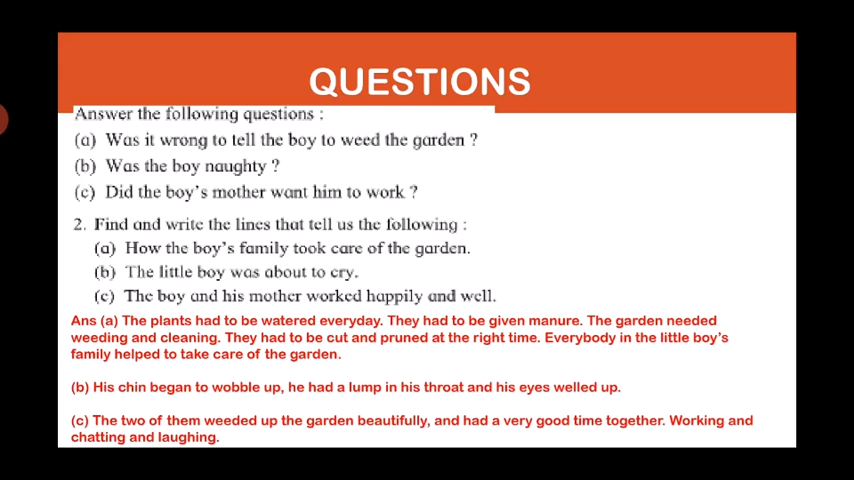 QUESTIONS
Answer the following questions :
(a) Was it wrong to tell the boy to weed the garden ?
(b) Was the boy naughty ?
(c) Did the boy's mother want him to work ?
2. Find and write the lines that tell us the following :
(a) How the boy's family took care of the garden.
(b) The little boy was about to cry.
(c) The boy and his mother worked happily and well.
Ans (a) The plants had to be watered everyday. They had to be given manure. The garden needed
weeding and cleaning. They had to be cut and pruned at the right time. Everybody in the little boy's
family helped to take care of the garden.
(b) His chin began to wobble up, he had a lump in his throat and his eyes welled up.
(c) The two of them weeded up the garden beautifully, and had a very good time together. Working and
chatting and laughing.